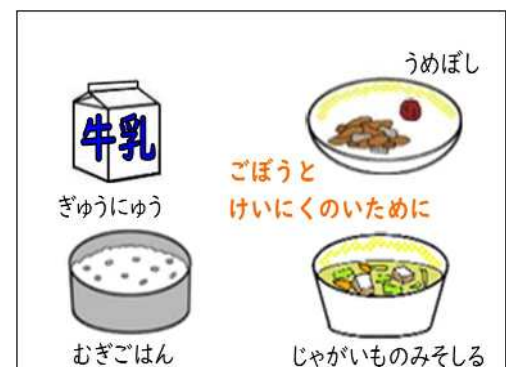 うめぼし
牛乳
ごぼうと
けいにくのいために
ぎゅうにゅう
むぎごはん
じゃがいものみそしる